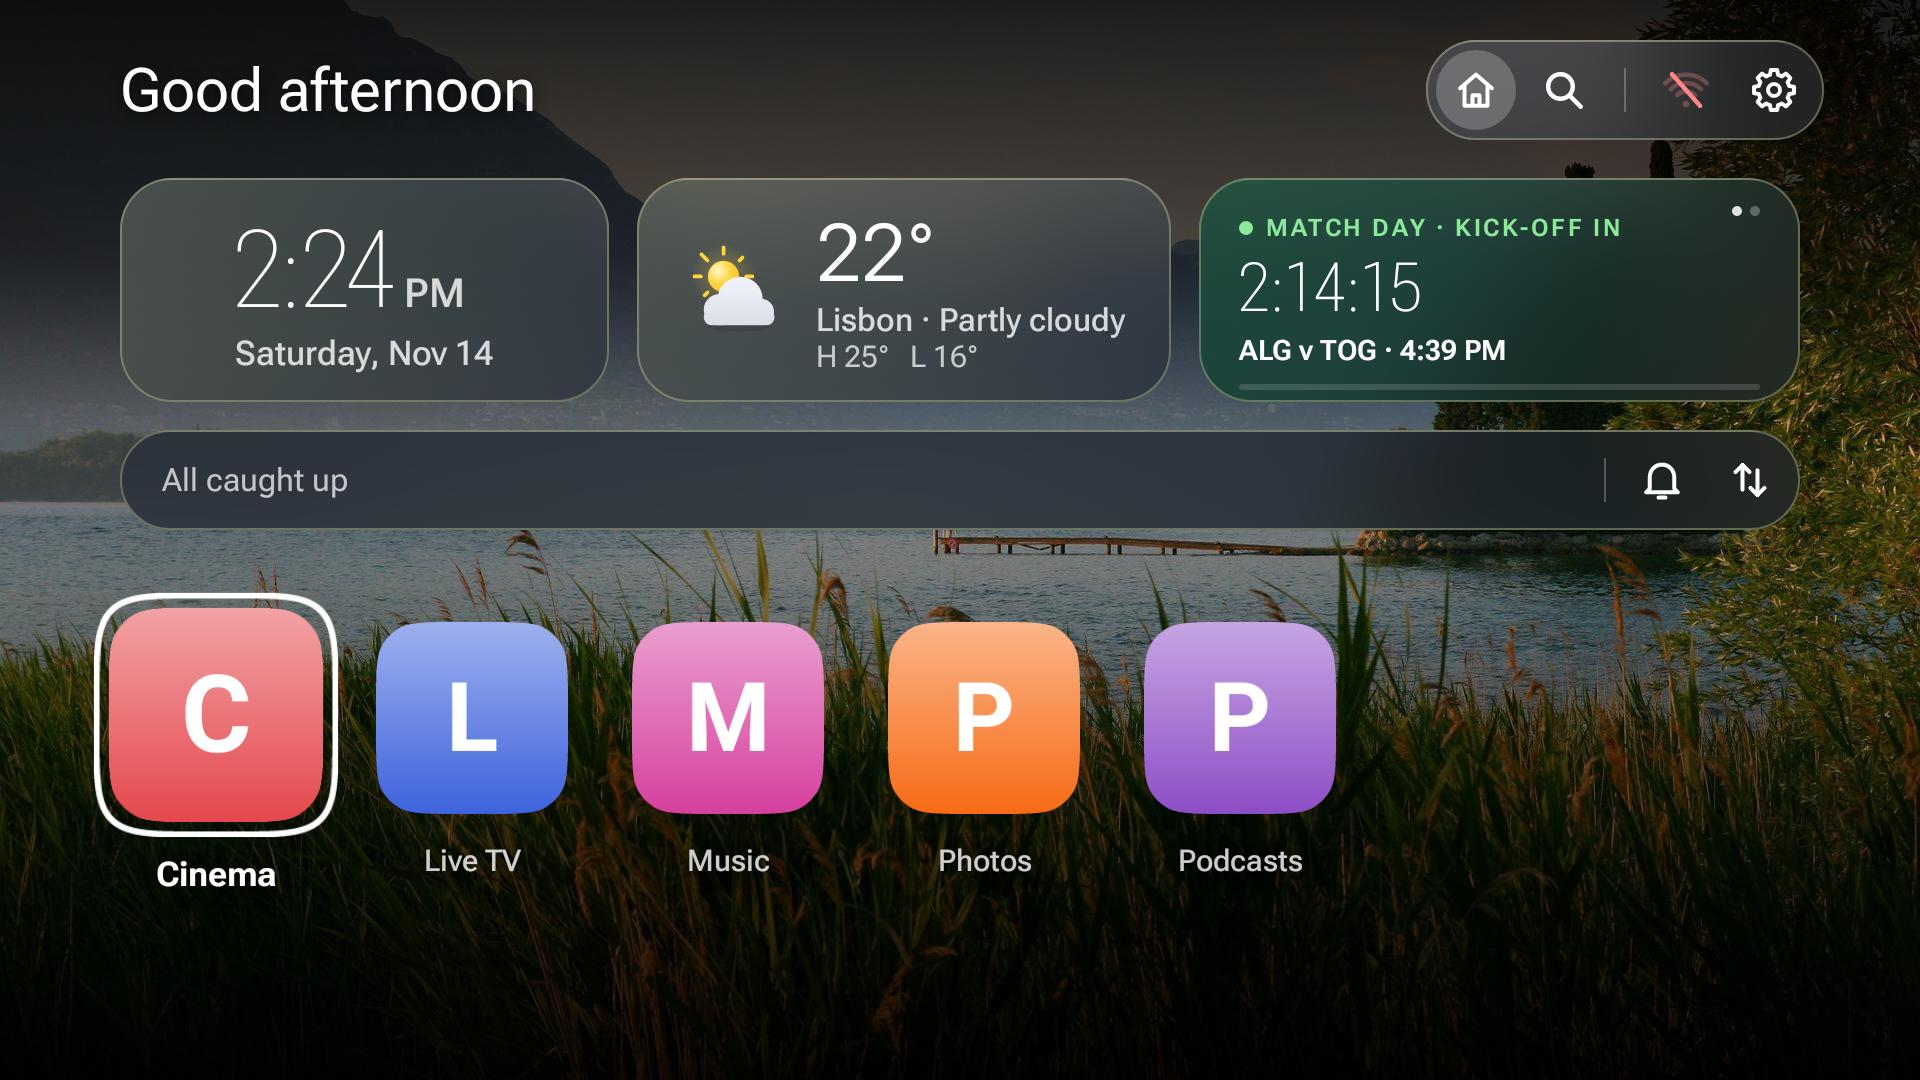 Good afternoon
2:24 PM
Saturday, Nov 14
22°
Lisbon · Partly cloudy
H 25° L 16°
MATCH DAY · KICK-OFF IN
2:14:15
ALG v TOG · 4:39 PM
All caught up
C
L
M
P
P
Cinema
Live TV
Music
Photos
Podcasts